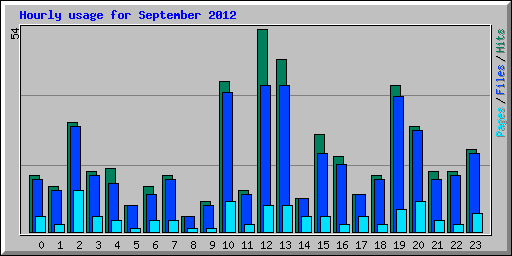 Hourly usage for September 2012
54
Pages/Files/Hits
0 1 2 3 4 5 6 7 8 9 10 11 12 13 14 15 16 17 18 19 20 21 22 23